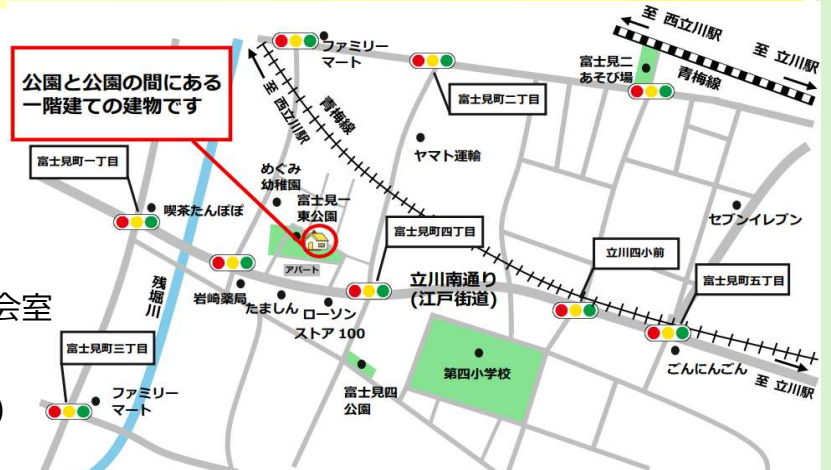 公園と公園の間にある
一階建ての建物です
ファミリー
マート
至 西立川駅
至 立川駅
青梅線
富士見二
あそび場
富士見町二丁目
至 西立川駅
青梅線
ヤマト運輸
富士見町一丁目
喫茶たんぽぽ
めぐみ
幼稚園
富士見一
東公園
アパート
富士見町四丁目
セブンイレブン
立川四小前
富士見町五丁目
残堀川
岩崎薬局
たましん
ローソン
ストア 100
立川南通り
(江戸街道)
会室
富士見町三丁目
ファミリー
マート
富士見四
公園
第四小学校
ごんにんごん
至 立川駅
)